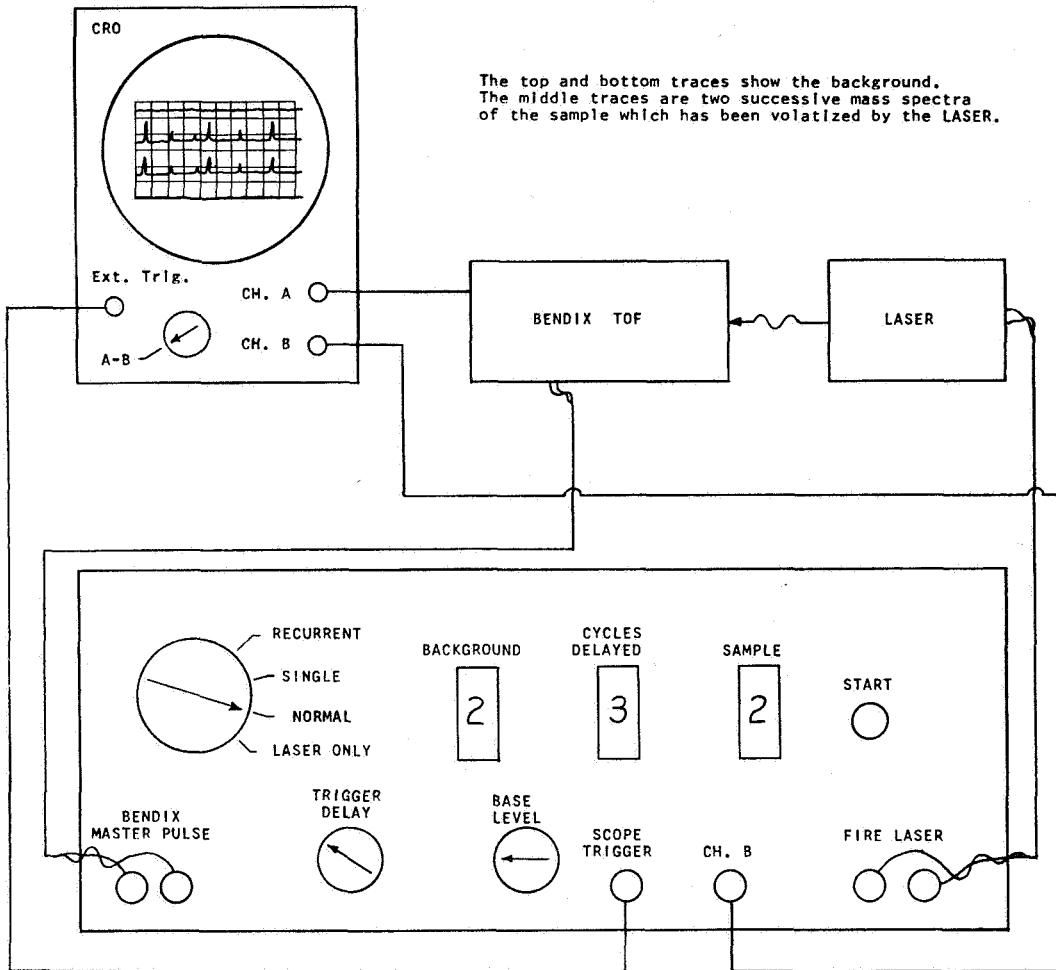 CRO
The top and bottom traces show the background.
The middle traces are two successive mass spectra
of the sample which has been volatized by the LASER.
Ext. Trig.
CH. A
A-B
CH. B
BENDIX TOF
LASER
RECURRENT
SINGLE
NORMAL
LASER ONLY
BACKGROUND
2
CYCLES
DELAYED
3
SAMPLE
2
START
BENDIX
MASTER PULSE
TRIGGER
DELAY
BASE
LEVEL
SCOPE
TRIGGER
CH. B
FIRE LASER